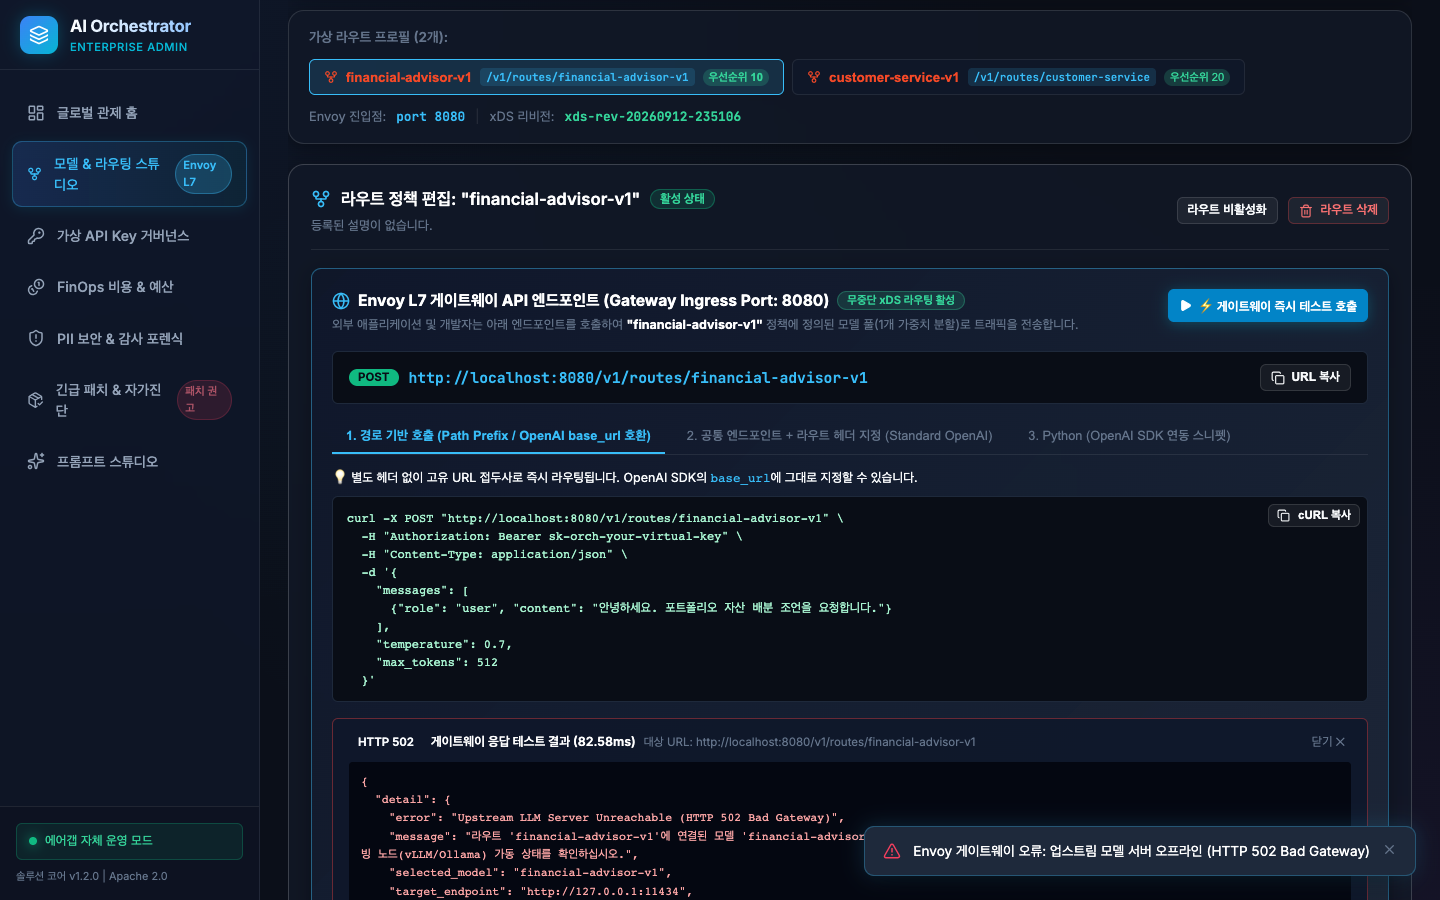 AI Orchestrator
ENTERPRISE ADMIN
글로벌 관제 홈
모델 & 라우팅 스튜
디오
Envoy
L7
가상 API Key 거버넌스
FinOps 비용 & 예산
PII 보안 & 감사 포렌식
긴급 패치 & 자가진
단
패치 권
고
프롬프트 스튜디오
에어갭 자체 운영 모드
솔루션 코어 v1.2.0 | Apache 2.0
가상 라우트 프로필 (2개):
financial-advisor-v1 /v1/routes/financial-advisor-v1 우선순위 10
customer-service-v1 /v1/routes/customer-service 우선순위 20
Envoy 진입점: port 8080 xDS 리비전: xds-rev-20260912-235106
라우트 정책 편집: "financial-advisor-v1" 활성 상태
등록된 설명이 없습니다.
라우트 비활성화
라우트 삭제
Envoy L7 게이트웨이 API 엔드포인트 (Gateway Ingress Port: 8080) 무중단 xDS 라우팅 활성
외부 애플리케이션 및 개발자는 아래 엔드포인트를 호출하여 "financial-advisor-v1" 정책에 정의된 모델 풀(1개 가중치 분할)로 트래픽을 전송합니다.
▶ ⚡ 게이트웨이 즉시 테스트 호출
POST http://localhost:8080/v1/routes/financial-advisor-v1
URL 복사
1. 경로 기반 호출 (Path Prefix / OpenAI base_url 호환)
2. 공통 엔드포인트 + 라우트 헤더 지정 (Standard OpenAI)
3. Python (OpenAI SDK 연동 스니펫)
💡 별도 헤더 없이 고유 URL 접두사로 즉시 라우팅됩니다. OpenAI SDK의 base_url에 그대로 지정할 수 있습니다.
cURL 복사
curl -X POST "http://localhost:8080/v1/routes/financial-advisor-v1" \
-H "Authorization: Bearer sk-orch-your-virtual-key" \
-H "Content-Type: application/json" \
-d '{
"messages": [
{"role": "user", "content": "안녕하세요. 포트폴리오 자산 배분 조언을 요청합니다."}
],
"temperature": 0.7,
"max_tokens": 512
}'
HTTP 502 게이트웨이 응답 테스트 결과 (82.58ms) 대상 URL: http://localhost:8080/v1/routes/financial-advisor-v1
닫기 ✕
{
"detail": {
"error": "Upstream LLM Server Unreachable (HTTP 502 Bad Gateway)",
"message": "라우트 'financial-advisor-v1'에 연결된 모델 'financial-advisor
빙 노드(vLLM/Ollama) 가동 상태를 확인하십시오.",
"selected_model": "financial-advisor-v1",
"target_endpoint": "http://127.0.0.1:11434",
Envoy 게이트웨이 오류: 업스트림 모델 서버 오프라인 (HTTP 502 Bad Gateway)